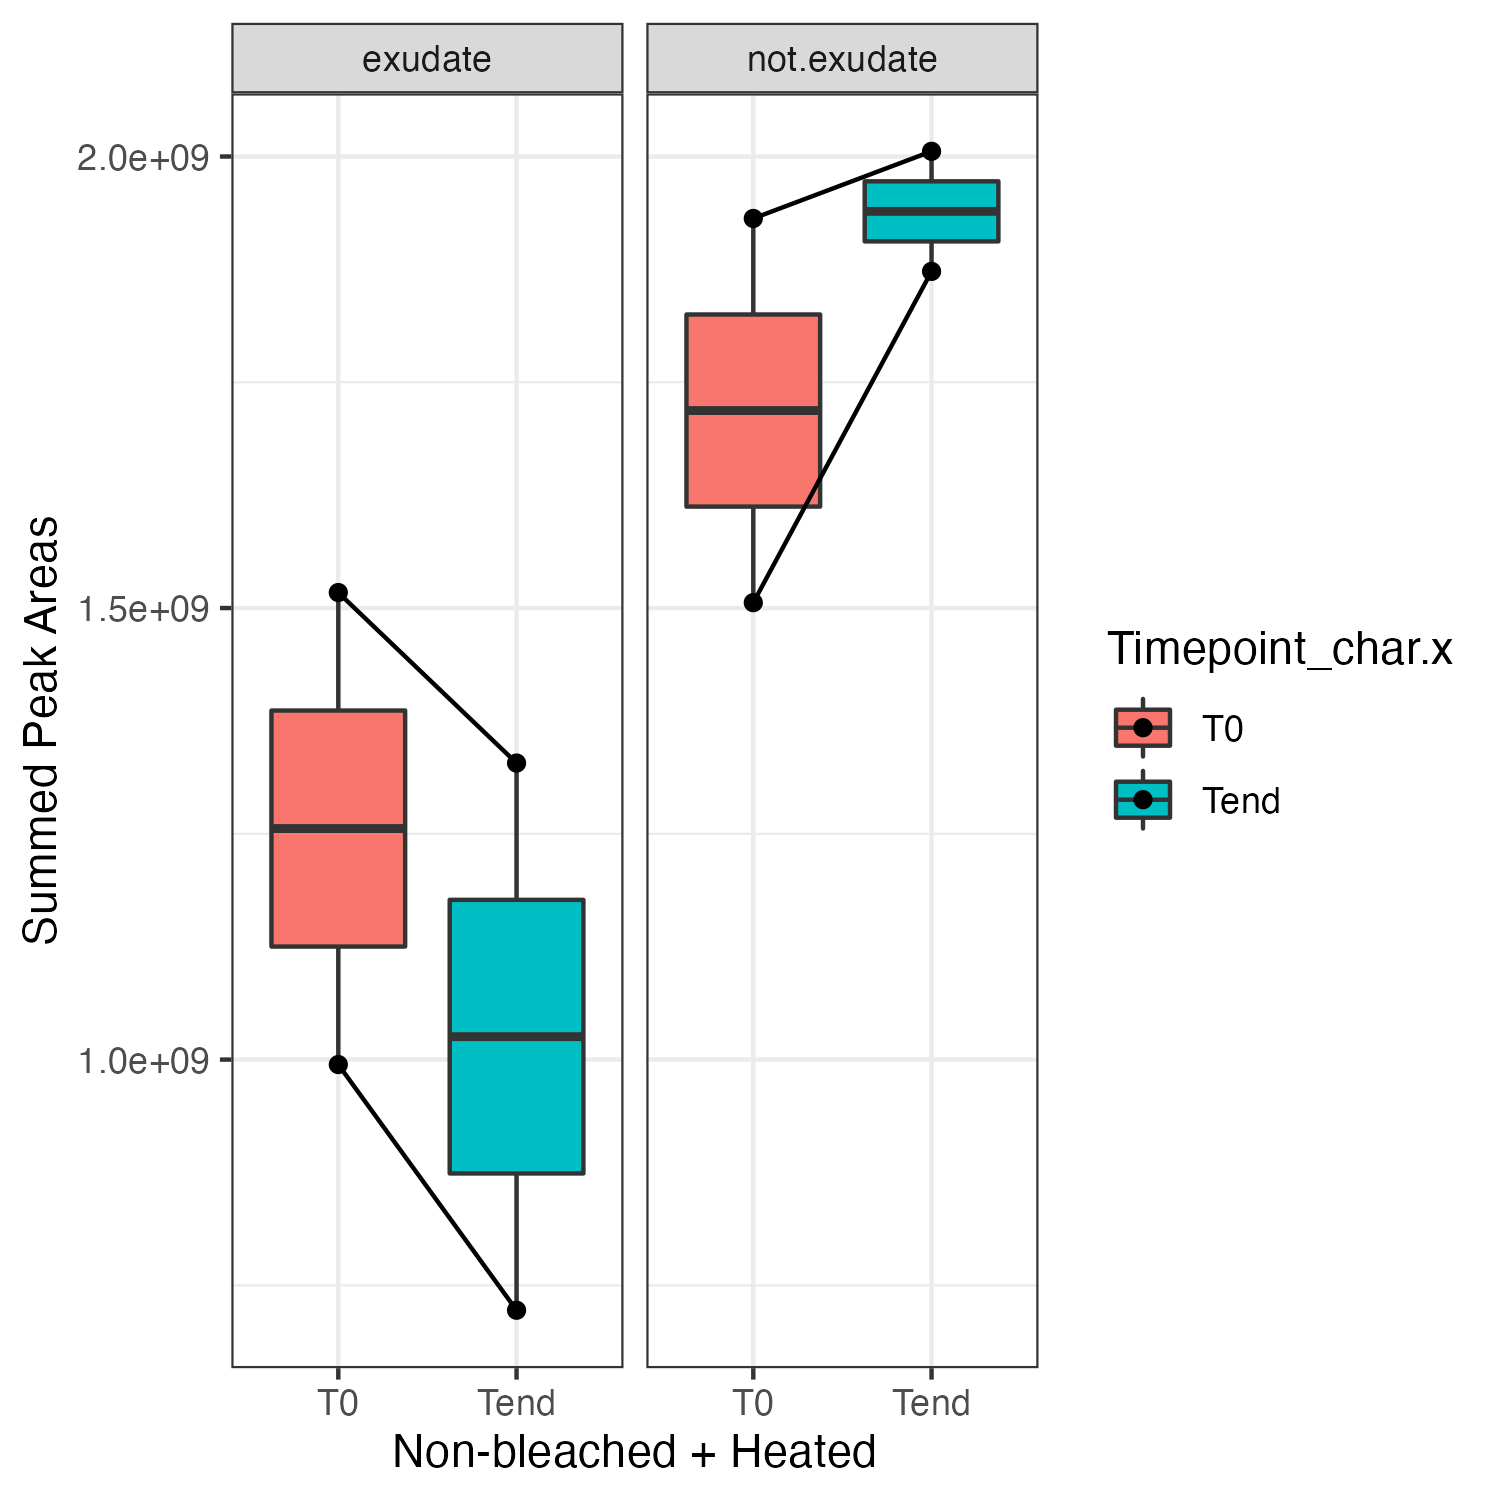 exudate
not.exudate
2.0e+09
1.5e+09
1.0e+09
Summed Peak Areas
T0
Tend
T0
Tend
Non-bleached + Heated
Timepoint_char.x
T0
Tend